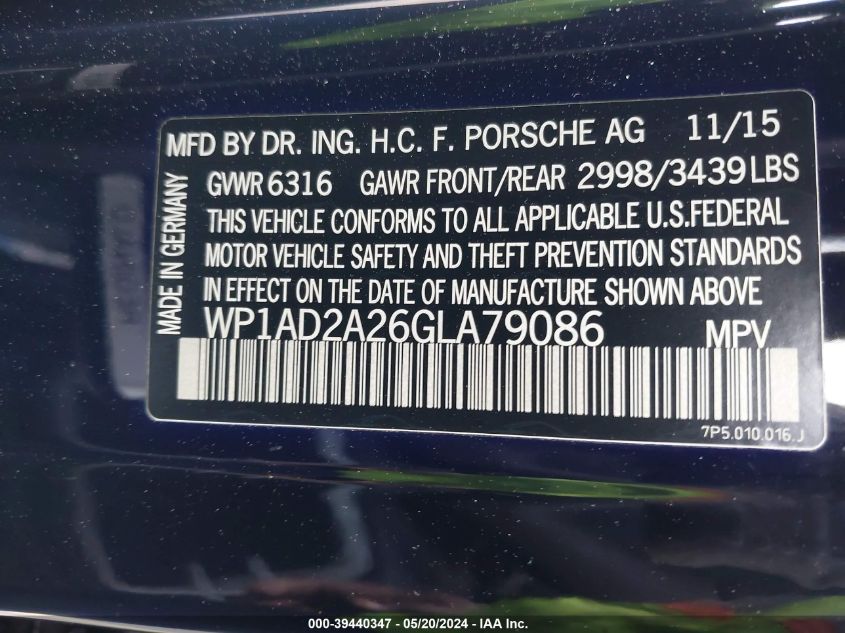 MFD BY DR. ING. H.C. F. PORSCHE AG 11/15
GVWR 6316 GAWR FRONT/REAR 2998/3439 LBS
THIS VEHICLE CONFORMS TO ALL APPLICABLE U.S.FEDERAL
MOTOR VEHICLE SAFETY AND THEFT PREVENTION STANDARDS
IN EFFECT ON THE DATE OF MANUFACTURE SHOWN ABOVE
WP1AD2A26GLA79086 MPV
MADE IN GERMANY
7P5.010.016.J
000-39440347 - 05/20/2024 - IAA Inc.